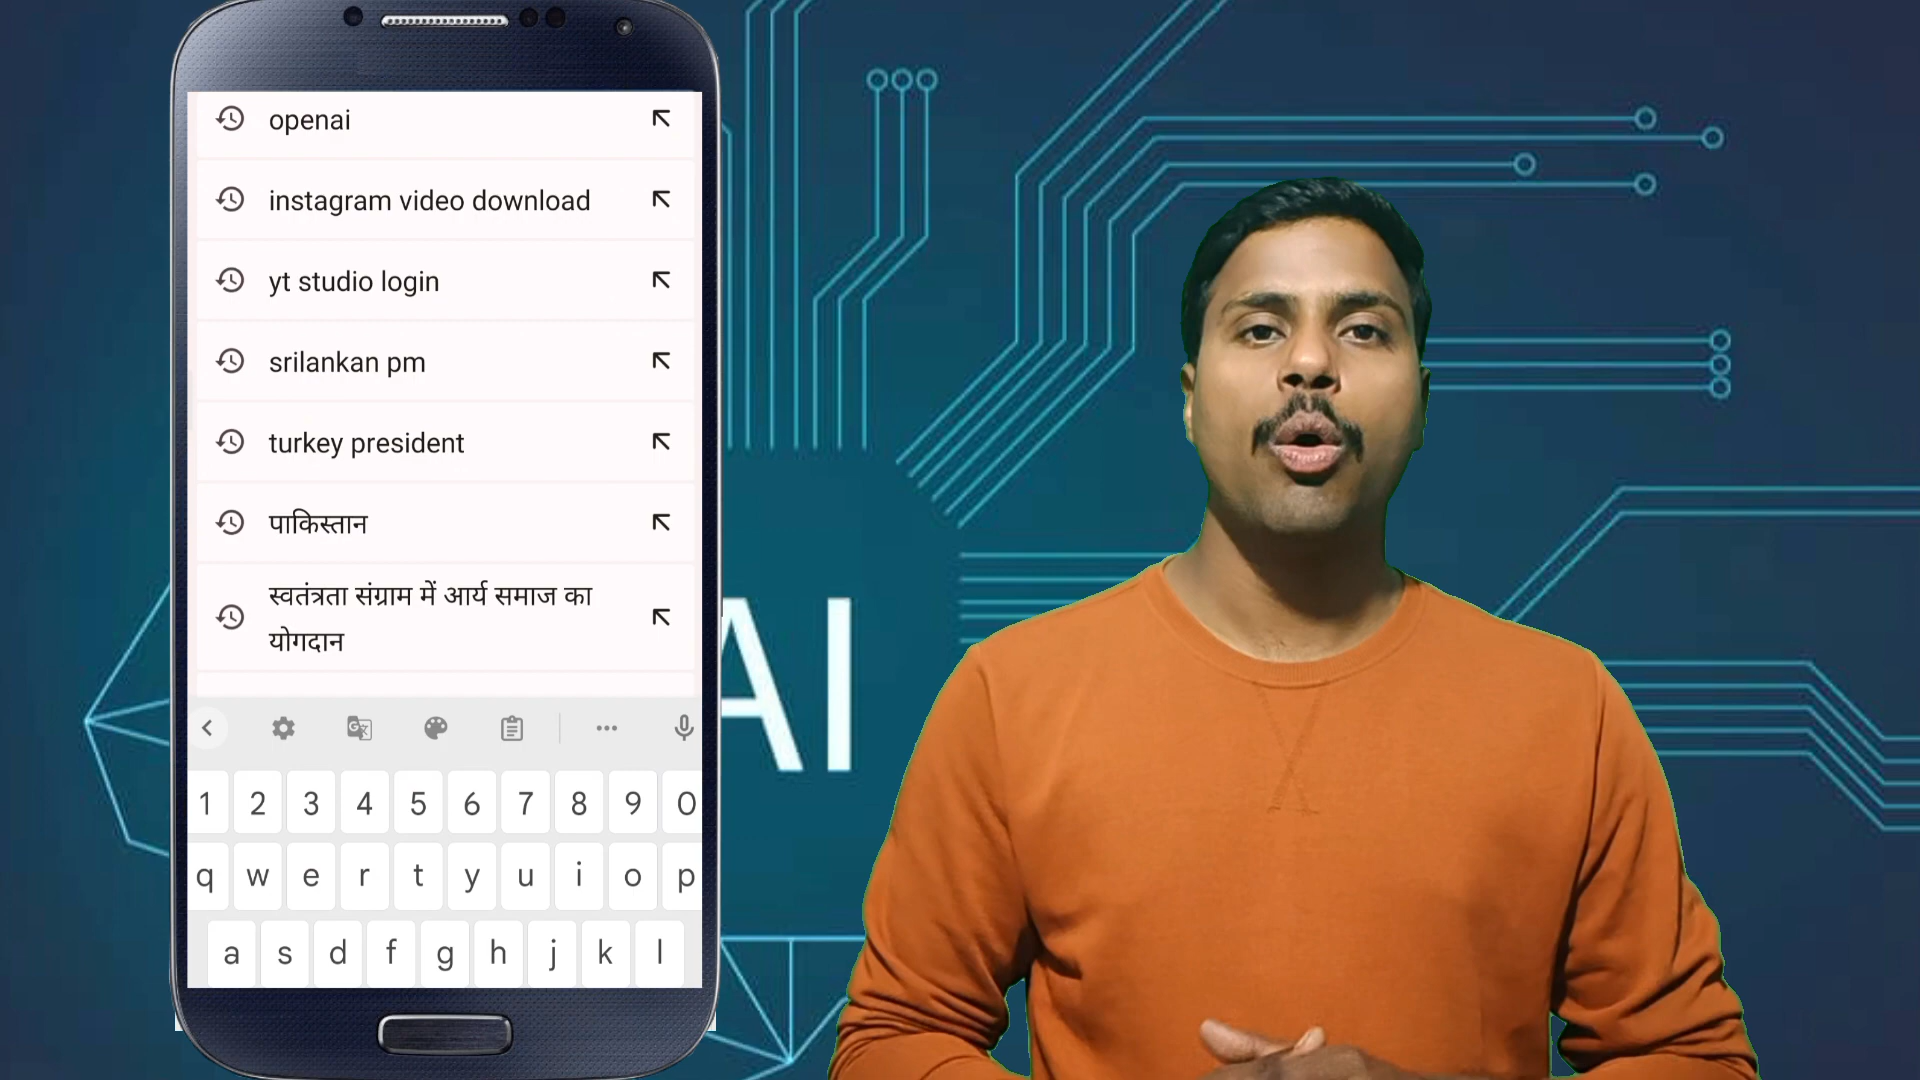 openai
instagram video download
yt studio login
srilankan pm
turkey president
पाकिस्तान
स्वतंत्रता संग्राम में आर्य समाज का
योगदान
AI
1 2 3 4 5 6 7 8 9 0
q w e r t y u i o p
a s d f g h j k l